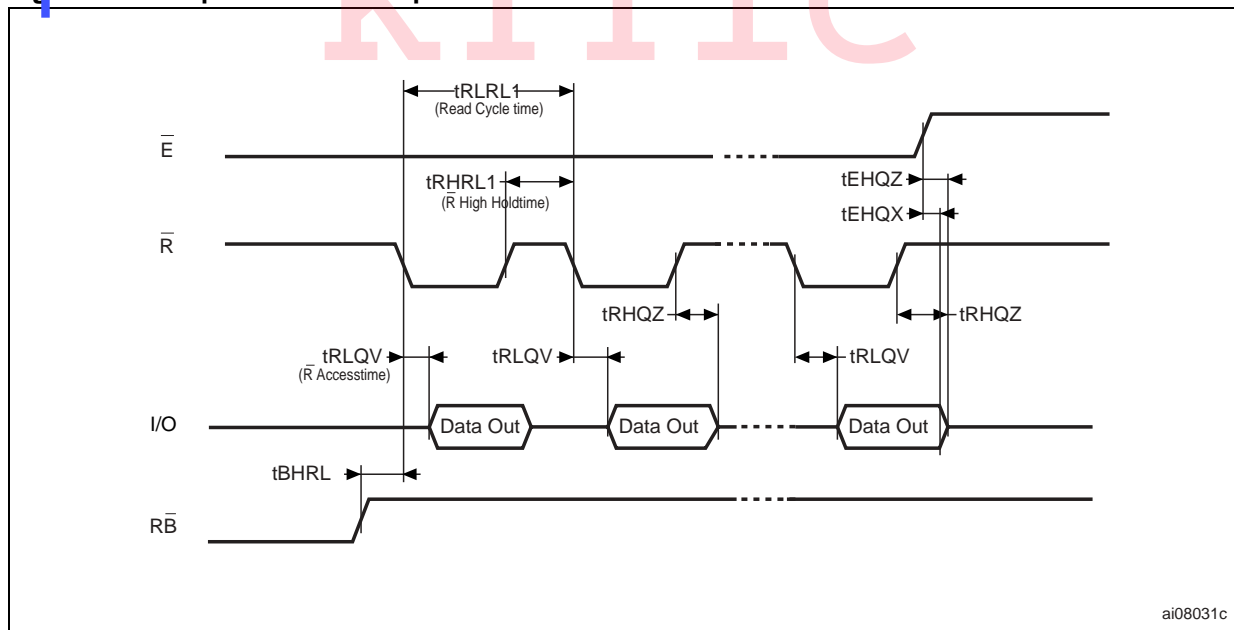 tRLRL1
(Read Cycle time)
E̅
tEHQZ
tRHRL1
(R̅ High Holdtime)
tEHQX
R̅
tRHQZ
tRHQZ
tRLQV
tRLQV
tRLQV
(R̅ Accesstime)
I/O
Data Out
Data Out
Data Out
tBHRL
RB̅
ai08031c